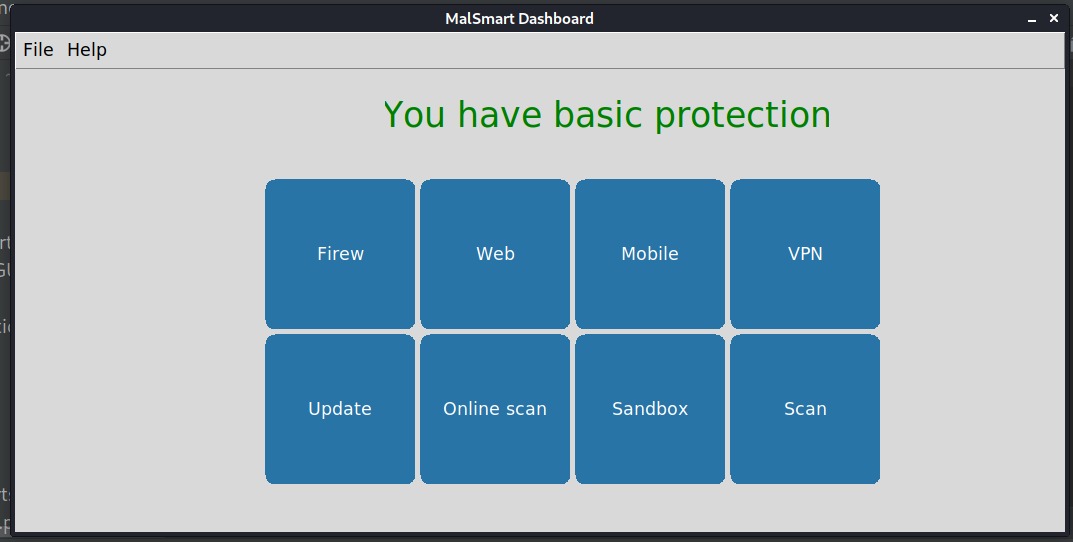 MalSmart Dashboard
File Help
You have basic protection
Firew Web Mobile VPN
Update Online scan Sandbox Scan